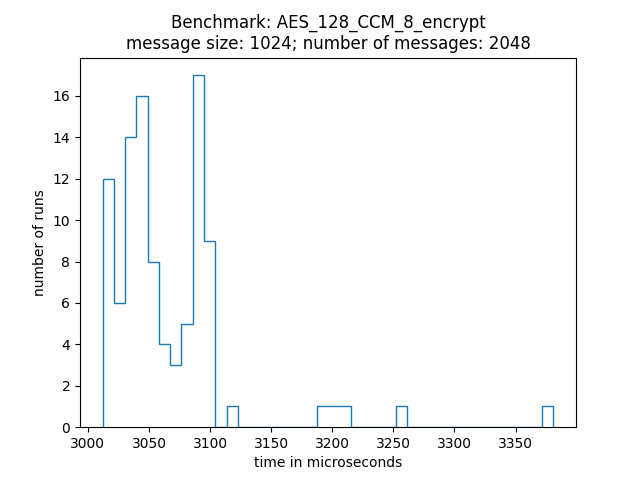 Benchmark: AES_128_CCM_8_encrypt
message size: 1024; number of messages: 2048
number of runs
16
14
12
10
8
6
4
2
0
3000 3050 3100 3150 3200 3250 3300 3350
time in microseconds